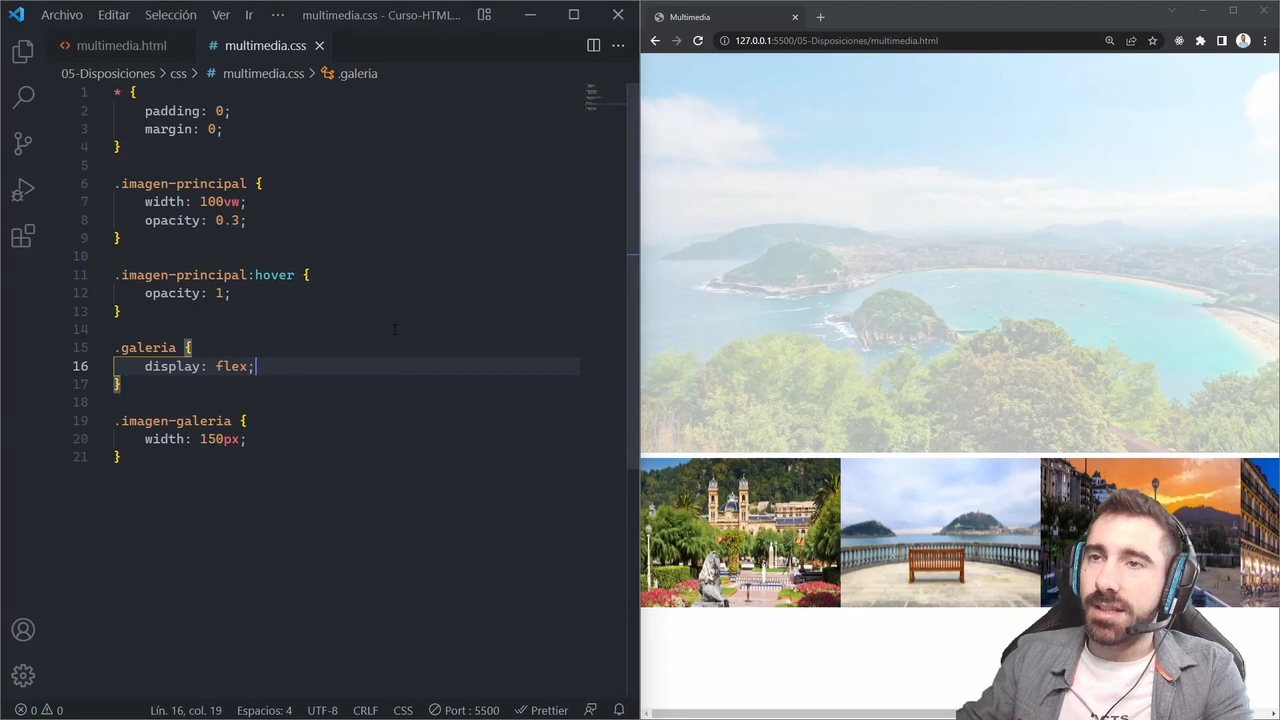 Archivo Editar Selección Ver Ir ··· multimedia.css - Curso-HTML...
multimedia.html
# multimedia.css
05-Disposiciones > css > # multimedia.css > .galeria
1 * {
2 padding: 0;
3 margin: 0;
4 }
5
6 .imagen-principal {
7 width: 100vw;
8 opacity: 0.3;
9 }
10
11 .imagen-principal:hover {
12 opacity: 1;
13 }
14
15 .galeria {
16 display: flex;
17 }
18
19 .imagen-galeria {
20 width: 150px;
21 }
0 0 Lín. 16, col. 19 Espacios: 4 UTF-8 CRLF CSS Port : 5500 Prettier
Multimedia
127.0.0.1:5500/05-Disposiciones/multimedia.html